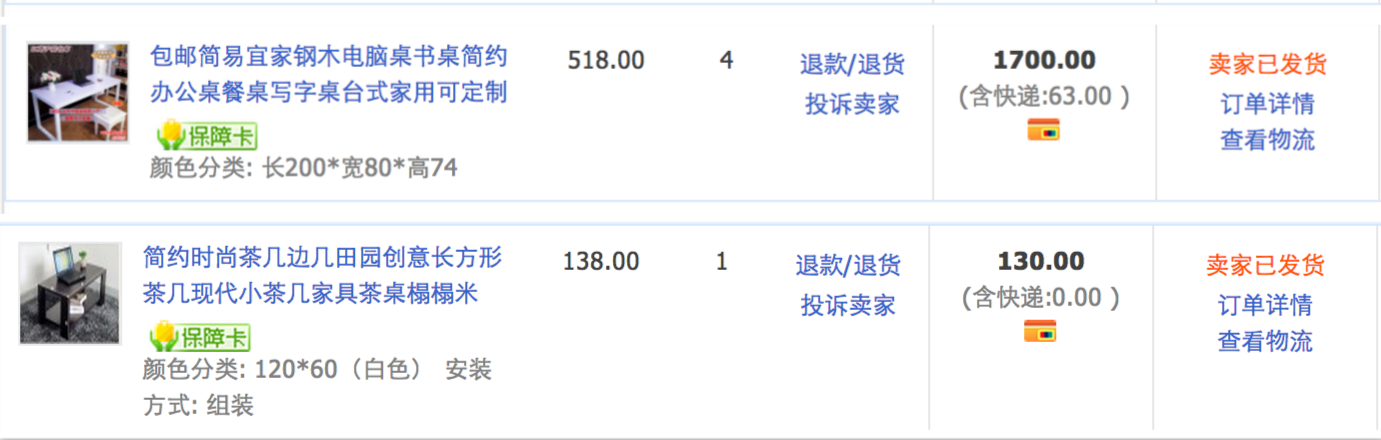 包邮简易宜家钢木电脑桌书桌简约
办公桌餐桌写字桌台式家用可定制
保障卡
颜色分类: 长200*宽80*高74
518.00
4
退款/退货
投诉卖家
1700.00
(含快递:63.00 )
卖家已发货
订单详情
查看物流
简约时尚茶几边几田园创意长方形
茶几现代小茶几家具茶桌榻榻米
保障卡
颜色分类: 120*60（白色） 安装
方式: 组装
138.00
1
退款/退货
投诉卖家
130.00
(含快递:0.00 )
卖家已发货
订单详情
查看物流